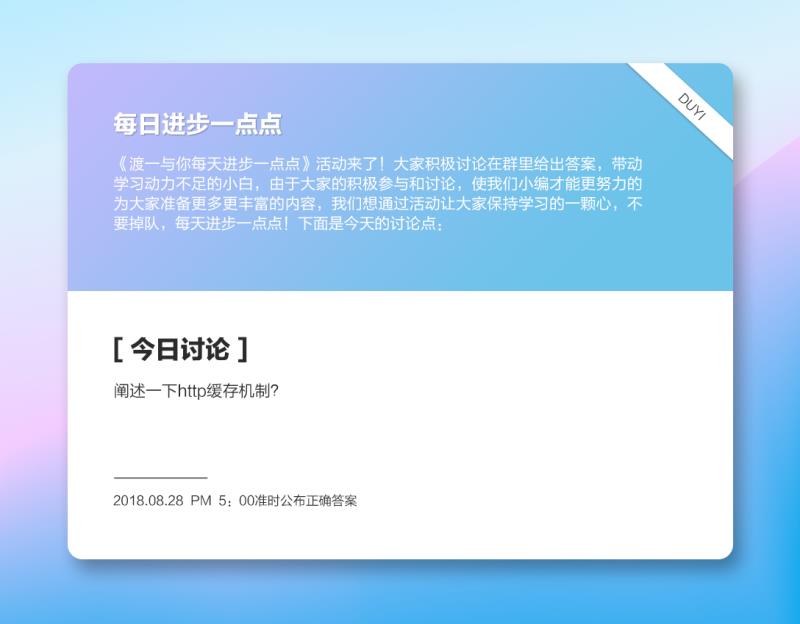 DUYI
每日进步一点点
《渡一与你每天进步一点点》活动来了！大家积极讨论在群里给出答案，带动
学习动力不足的小白，由于大家的积极参与和讨论，使我们小编才能更努力的
为大家准备更多更丰富的内容，我们想通过活动让大家保持学习的一颗心，不
要掉队，每天进步一点点！下面是今天的讨论点：
[ 今日讨论 ]
阐述一下http缓存机制？
2018.08.28 PM 5：00准时公布正确答案